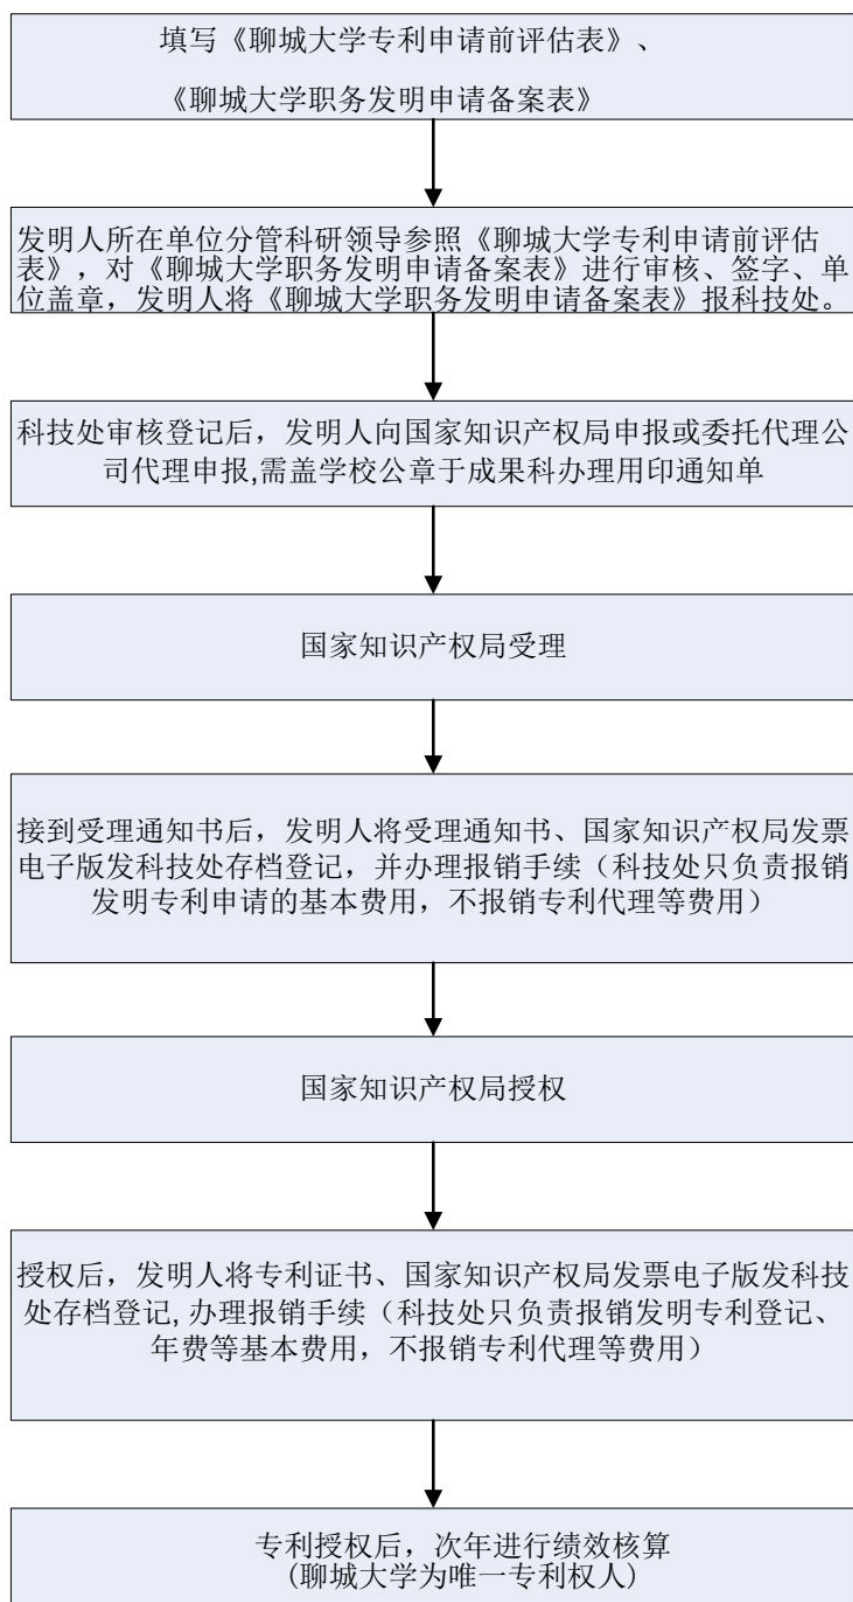 填写《聊城大学专利申请前评估表》、
《聊城大学职务发明申请备案表》
发明人所在单位分管科研领导参照《聊城大学专利申请前评估
表》，对《聊城大学职务发明申请备案表》进行审核、签字、单
位盖章，发明人将《聊城大学职务发明申请备案表》报科技处。
科技处审核登记后，发明人向国家知识产权局申报或委托代理公
司代理申报,需盖学校公章于成果科办理用印通知单
国家知识产权局受理
接到受理通知书后，发明人将受理通知书、国家知识产权局发票
电子版发科技处存档登记，并办理报销手续（科技处只负责报销
发明专利申请的基本费用，不报销专利代理等费用）
国家知识产权局授权
授权后，发明人将专利证书、国家知识产权局发票电子版发科技
处存档登记,办理报销手续（科技处只负责报销发明专利登记、
年费等基本费用，不报销专利代理等费用）
专利授权后，次年进行绩效核算
(聊城大学为唯一专利权人)